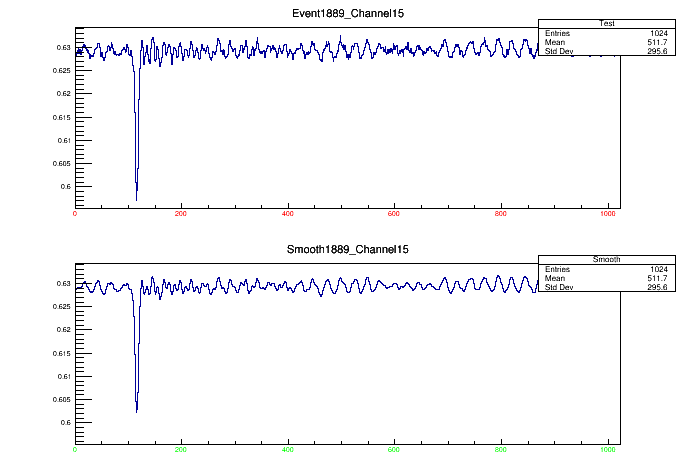 Event1889_Channel15
Test
Entries 1024
Mean 511.7
Std Dev 295.6
0.63
0.625
0.62
0.615
0.61
0.605
0.6
0 200 400 600 800 1000
Smooth1889_Channel15
Smooth
Entries 1024
Mean 511.7
Std Dev 295.6
0.63
0.625
0.62
0.615
0.61
0.605
0.6
0 200 400 600 800 1000